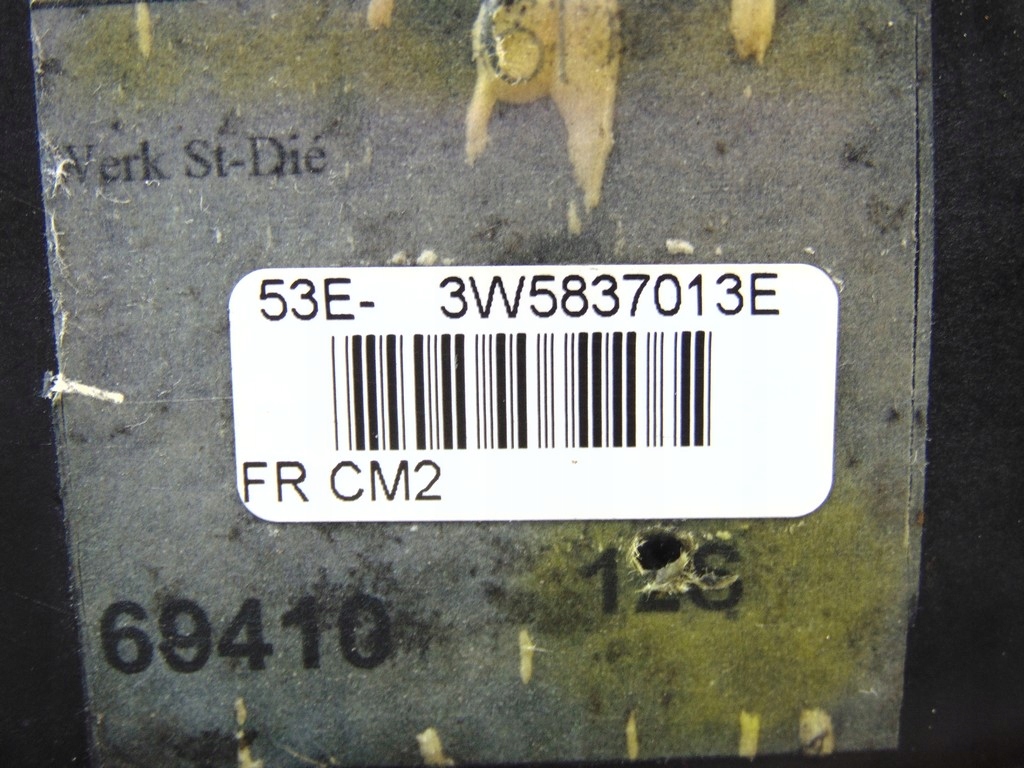 Werk St-Dié
53E- 3W5837013E
FR CM2
69410